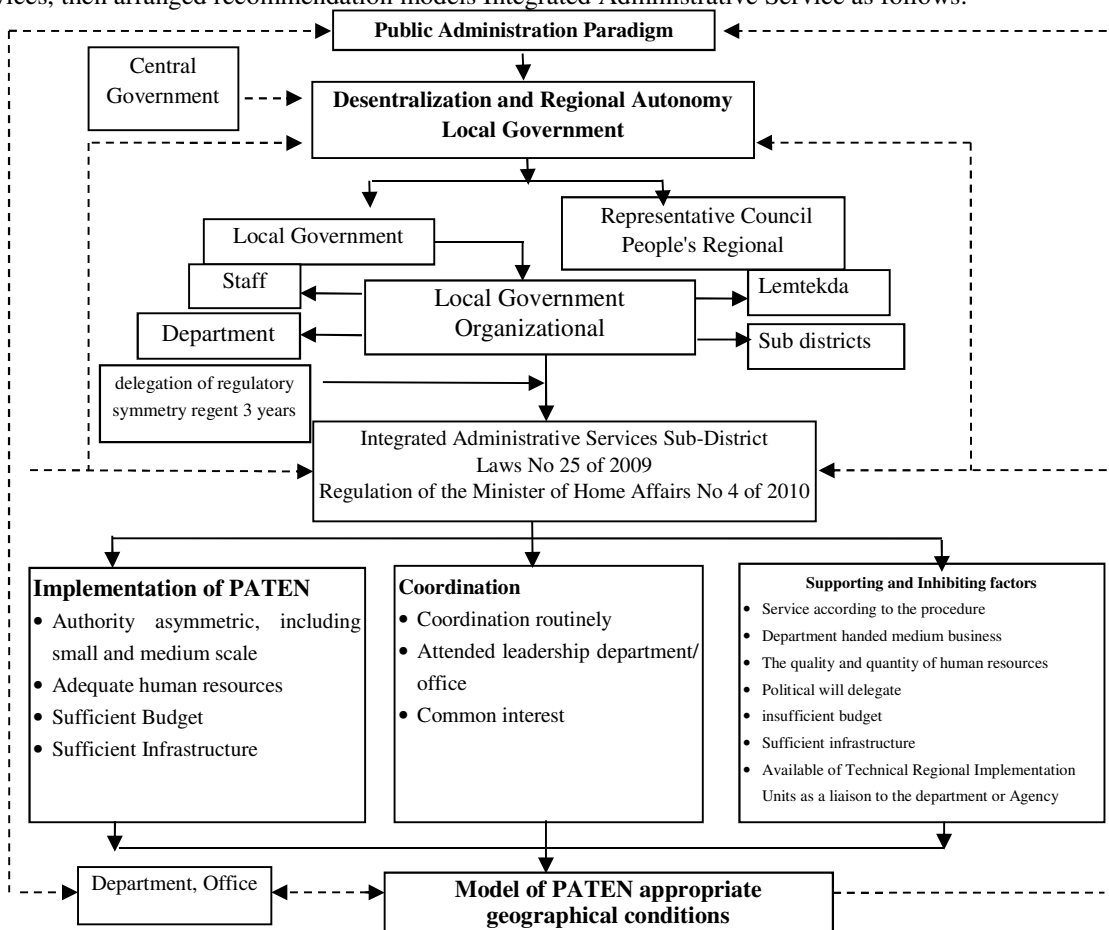 vices, then arranged recommendation models Integrated Administrative Service as follows:
Public Administration Paradigm
Central
Government
Desentralization and Regional Autonomy
Local Government
Local Government
Representative Council
People's Regional
Staff
Local Government
Organizational
Lemtekda
Department
Sub districts
delegation of regulatory
symmetry regent 3 years
Integrated Administrative Services Sub-District
Laws No 25 of 2009
Regulation of the Minister of Home Affairs No 4 of 2010
Implementation of PATEN
• Authority asymmetric, including
small and medium scale
• Adequate human resources
• Sufficient Budget
• Sufficient Infrastructure
Coordination
• Coordination routinely
• Attended leadership department/
office
• Common interest
Supporting and Inhibiting factors
• Service according to the procedure
• Department handed medium business
• The quality and quantity of human resources
• Political will delegate
• insufficient budget
• Sufficient infrastructure
• Available of Technical Regional Implementation
Units as a liaison to the department or Agency
Department, Office
Model of PATEN appropriate
geographical conditions